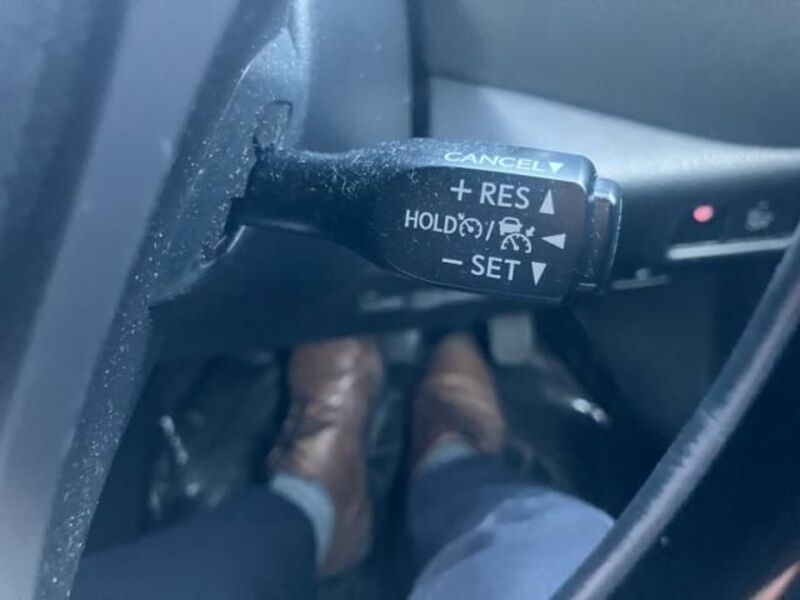 CANCEL▼
+ RES ▲
HOLD / ◀
− SET ▼